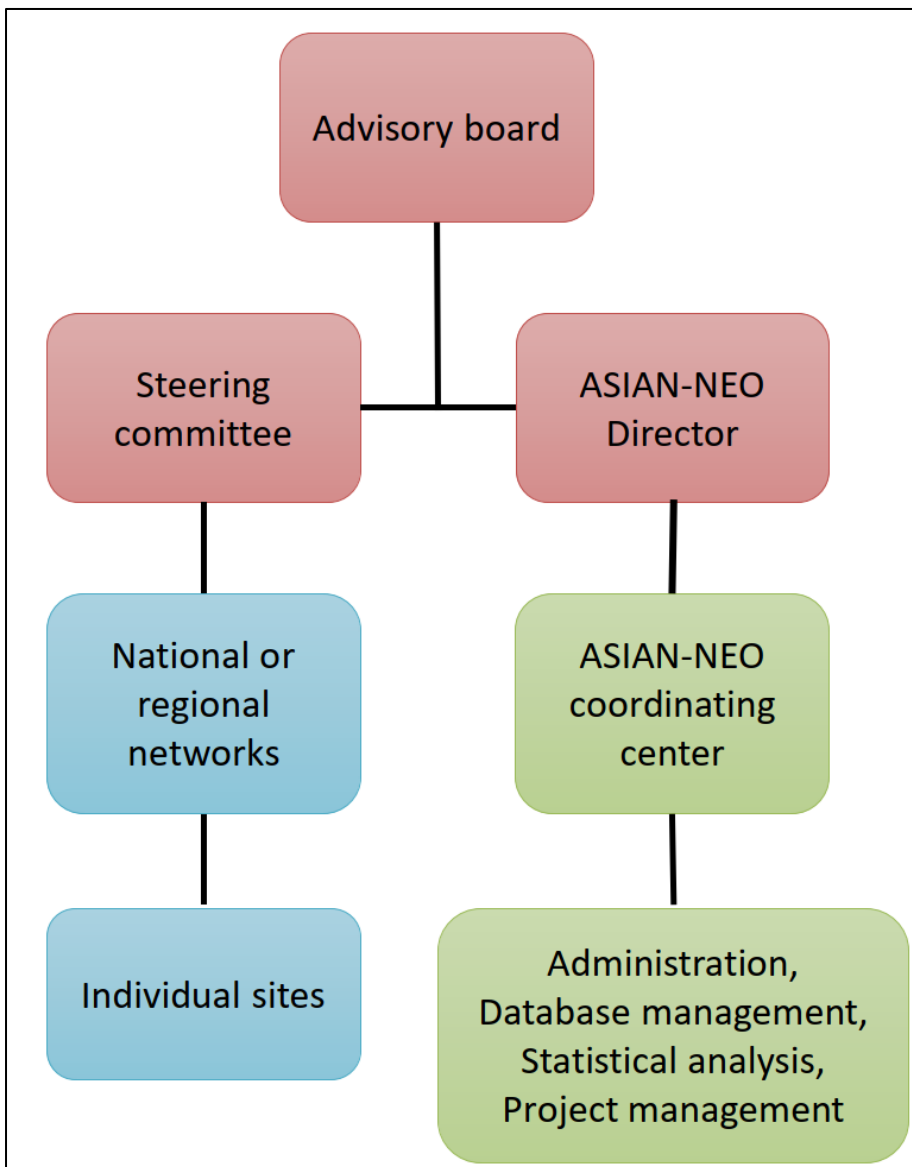 Advisory board
Steering
committee
ASIAN-NEO
Director
National or
regional
networks
ASIAN-NEO
coordinating
center
Individual sites
Administration,
Database management,
Statistical analysis,
Project management